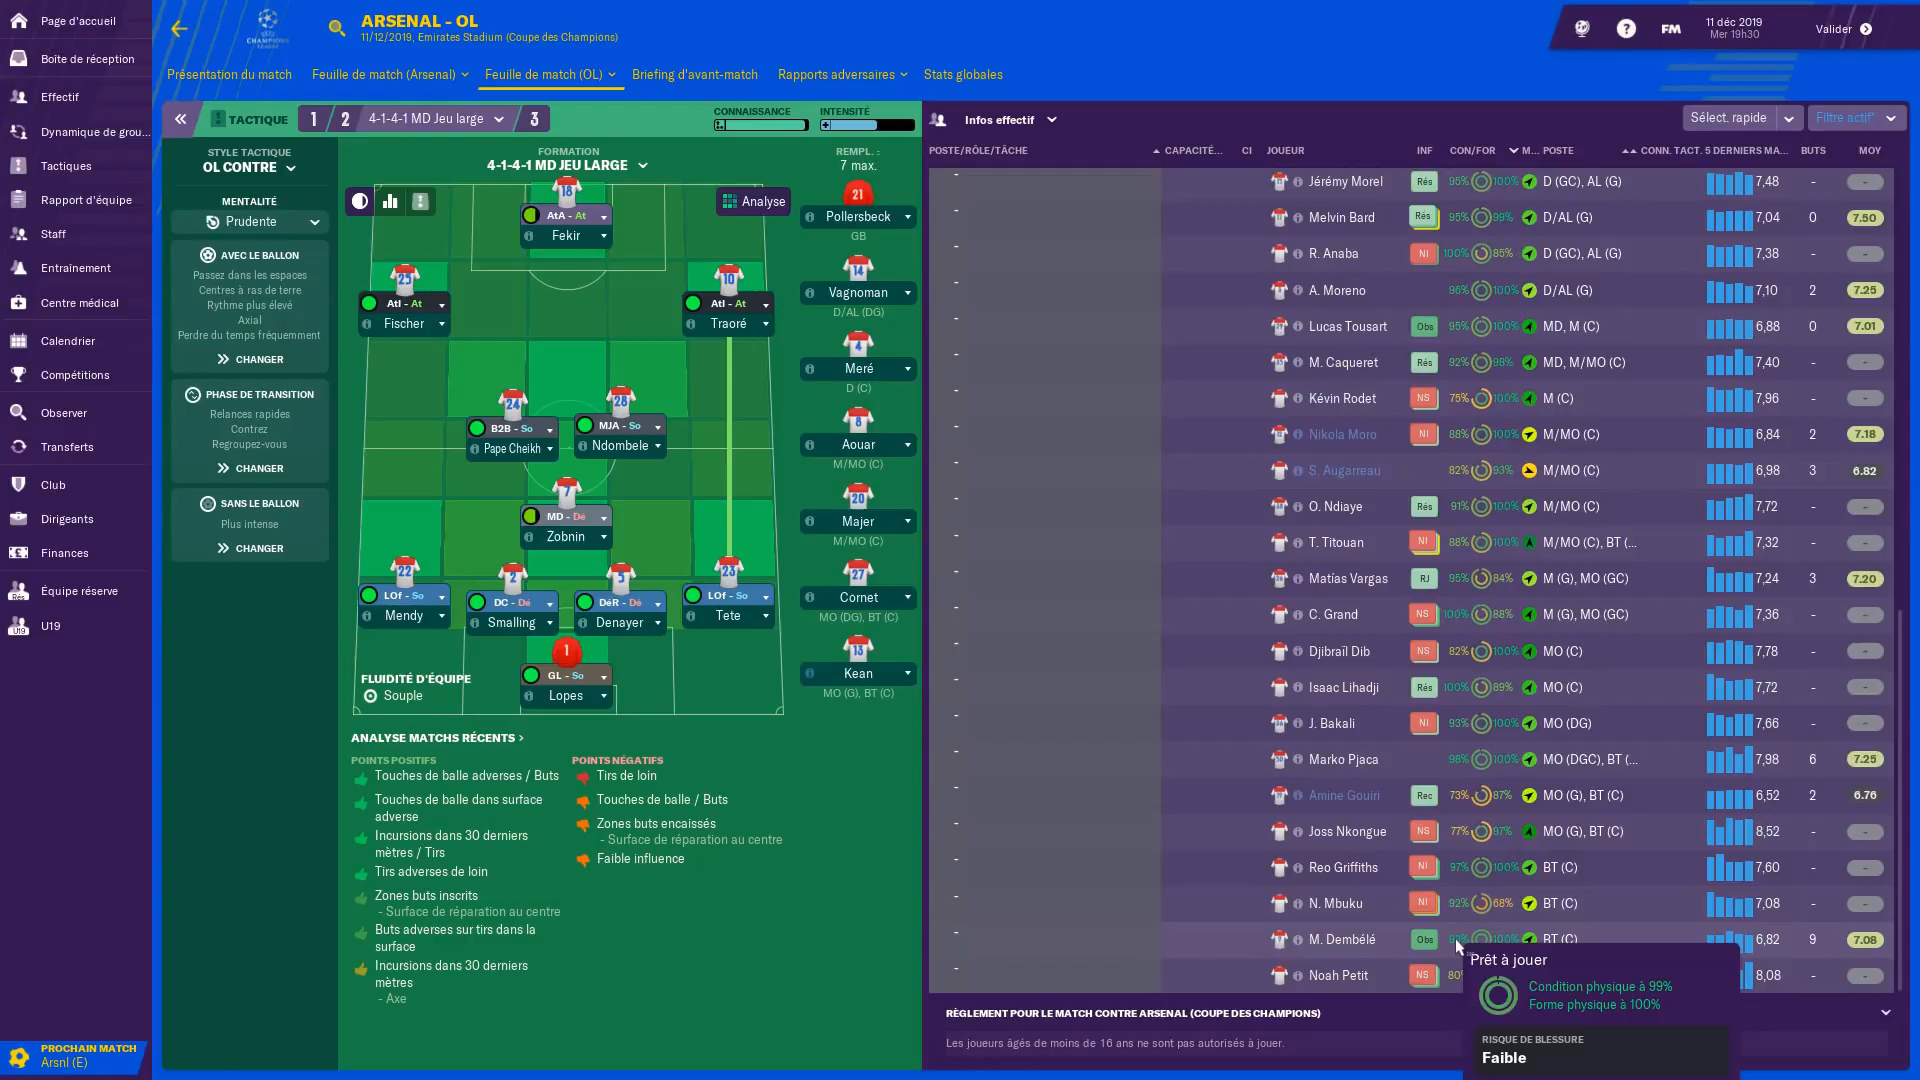 Page d'accueil
Boîte de réception
Effectif
Dynamique de grou...
Tactiques
Rapport d'équipe
Staff
Entraînement
Centre médical
Calendrier
Compétitions
Observer
Transferts
Club
Dirigeants
Finances
Équipe réserve
U19
PROCHAIN MATCH
Arsnl (E)
ARSENAL - OL
11/12/2019, Emirates Stadium (Coupe des Champions)
11 déc 2019
Mer 19h30
FM
Valider
Présentation du match
Feuille de match (Arsenal)
Feuille de match (OL)
Briefing d'avant-match
Rapports adversaires
Stats globales
TACTIQUE
1
2
4-1-4-1 MD Jeu large
3
CONNAISSANCE
INTENSITÉ
STYLE TACTIQUE
OL CONTRE
MENTALITÉ
Prudente
AVEC LE BALLON
Passez dans les espaces
Centres à ras de terre
Rythme plus élevé
Axial
Perdre du temps fréquemment
CHANGER
PHASE DE TRANSITION
Relances rapides
Contrez
Regroupez-vous
CHANGER
SANS LE BALLON
Plus intense
CHANGER
FORMATION
4-1-4-1 MD JEU LARGE
Analyse
18
AtA - At
Fekir
25
AtI - At
Fischer
10
AtI - At
Traoré
24
B2B - So
Pape Cheikh
28
MJA - So
Ndombele
7
MD - Dé
Zobnin
22
LOf - So
Mendy
2
DC - Dé
Smalling
5
DéR - Dé
Denayer
23
LOf - So
Tete
1
GL - So
Lopes
FLUIDITÉ D'ÉQUIPE
Souple
REMPL. :
7 max.
21
Pollersbeck
GB
14
Vagnoman
D/AL (DG)
4
Meré
D (C)
8
Aouar
M/MO (C)
20
Majer
M/MO (C)
27
Cornet
MO (DG), BT (C)
13
Kean
MO (G), BT (C)
ANALYSE MATCHS RÉCENTS >
POINTS POSITIFS
Touches de balle adverses / Buts
Touches de balle dans surface
adverse
Incursions dans 30 derniers
mètres / Tirs
Tirs adverses de loin
Zones buts inscrits
- Surface de réparation au centre
Buts adverses sur tirs dans la
surface
Incursions dans 30 derniers
mètres
- Axe
POINTS NÉGATIFS
Tirs de loin
Touches de balle / Buts
Zones buts encaissés
- Surface de réparation au centre
Faible influence
Infos effectif
Sélect. rapide
Filtre actif*
POSTE/RÔLE/TÂCHE CAPACITÉ... CI JOUEUR INF CON/FOR M... POSTE CONN. TACT. 5 DERNIERS MA... BUTS MOY
- Jérémy Morel Rés 95% 100% D (GC), AL (G) 7,48 - -
- Melvin Bard Rés 95% 99% D/AL (G) 7,04 0 7.50
- R. Anaba NI 100% 85% D (GC), AL (G) 7,38 - -
- A. Moreno 96% 100% D/AL (G) 7,10 2 7.25
- Lucas Tousart Obs 95% 100% MD, M (C) 6,88 0 7.01
- M. Caqueret Rés 92% 98% MD, M/MO (C) 7,40 - -
- Kévin Rodet NS 75% 100% M (C) 7,96 - -
- Nikola Moro NI 88% 100% M/MO (C) 6,84 2 7.18
- S. Augarreau 82% 93% M/MO (C) 6,98 3 6.82
- O. Ndiaye Rés 91% 100% M/MO (C) 7,72 - -
- T. Titouan NI 88% 100% M/MO (C), BT (... 7,32 - -
- Matías Vargas RJ 95% 84% M (G), MO (GC) 7,24 3 7.20
- C. Grand NS 100% 88% M (G), MO (GC) 7,36 - -
- Djibraïl Dib NS 82% 100% MO (C) 7,78 - -
- Isaac Lihadji Rés 100% 89% MO (C) 7,72 - -
- J. Bakali NI 93% 100% MO (DG) 7,66 - -
- Marko Pjaca 98% 100% MO (DGC), BT (... 7,98 6 7.25
- Amine Gouiri Rec 73% 87% MO (G), BT (C) 6,52 2 6.76
- Joss Nkongue NS 77% 97% MO (G), BT (C) 8,52 - -
- Reo Griffiths NI 97% 100% BT (C) 7,60 - -
- N. Mbuku NI 92% 68% BT (C) 7,08 - -
- M. Dembélé Obs 100% BT (C) 6,82 9 7.08
- Noah Petit NS 80 8,08 - -
Prêt à jouer
Condition physique à 99%
Forme physique à 100%
RISQUE DE BLESSURE
Faible
RÈGLEMENT POUR LE MATCH CONTRE ARSENAL (COUPE DES CHAMPIONS)
Les joueurs âgés de moins de 16 ans ne sont pas autorisés à jouer.